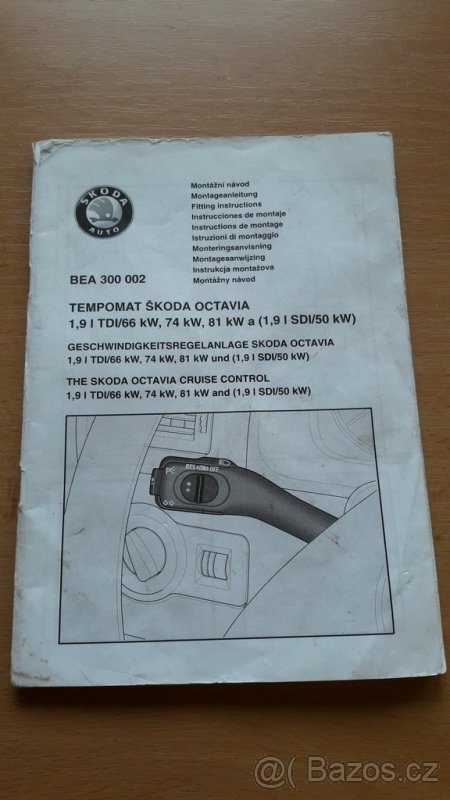 ŠKODA
AUTO
Montážní návod
Montageanleitung
Fitting instructions
Instrucciones de montaje
Instructions de montage
Istruzioni di montaggio
Monteringsanvisning
Montageaanwijzing
Instrukcja montażowa
Montážny návod
BEA 300 002
TEMPOMAT ŠKODA OCTAVIA
1,9 l TDI/66 kW, 74 kW, 81 kW a (1,9 l SDI/50 kW)
GESCHWINDIGKEITSREGELANLAGE SKODA OCTAVIA
1,9 l TDI/66 kW, 74 kW, 81 kW und (1,9 l SDI/50 kW)
THE SKODA OCTAVIA CRUISE CONTROL
1,9 l TDI/66 kW, 74 kW, 81 kW and (1,9 l SDI/50 kW)
RES ON OFF
P
@ Bazos.cz